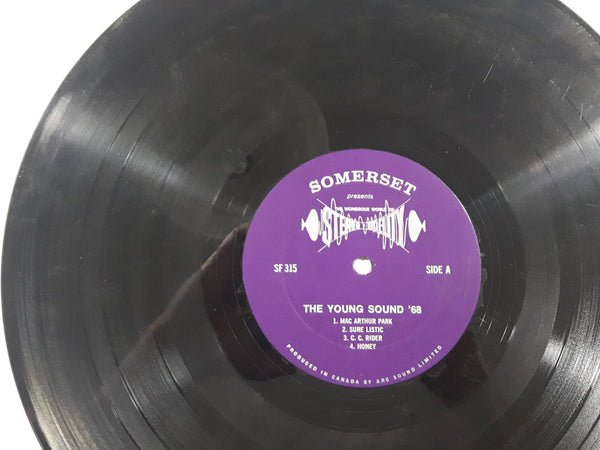 SOMERSET
presents
THE WONDROUS WORLD OF
STEREO FIDELITY
SF 315
SIDE A
THE YOUNG SOUND '68
1. MAC ARTHUR PARK
2. SURE LISTIC
3. C. C. RIDER
4. HONEY
PRODUCED IN CANADA BY ARC SOUND LIMITED